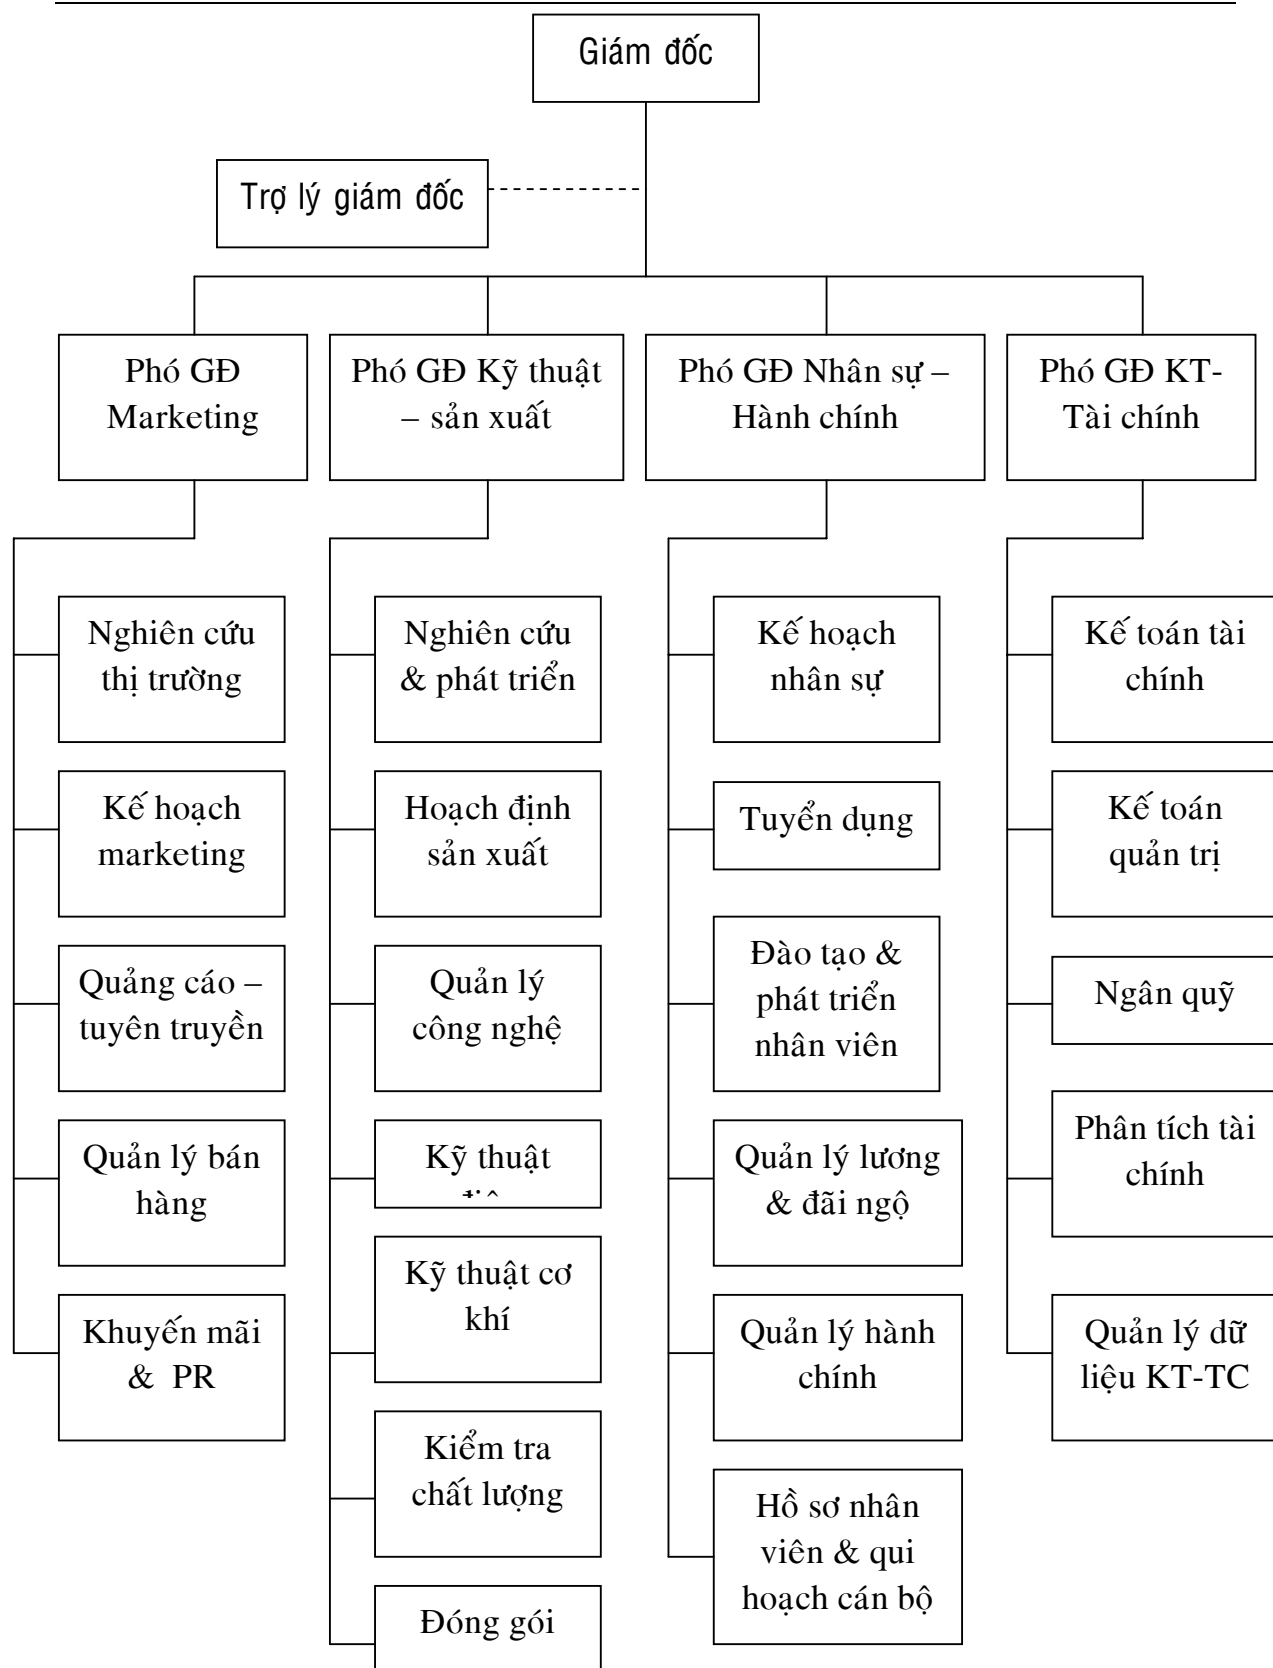 Giám đốc
Trợ lý giám đốc
Phó GĐ
Marketing
Phó GĐ Kỹ thuật
– sản xuất
Phó GĐ Nhân sự –
Hành chính
Phó GĐ KT-
Tài chính
Nghiên cứu
thị trường
Kế hoạch
marketing
Quảng cáo –
tuyên truyền
Quản lý bán
hàng
Khuyến mãi
& PR
Nghiên cứu
& phát triển
Hoạch định
sản xuất
Quản lý
công nghệ
Kỹ thuật
Kỹ thuật cơ
khí
Kiểm tra
chất lượng
Đóng gói
Kế hoạch
nhân sự
Tuyển dụng
Đào tạo &
phát triển
nhân viên
Quản lý lương
& đãi ngộ
Quản lý hành
chính
Hồ sơ nhân
viên & qui
hoạch cán bộ
Kế toán tài
chính
Kế toán
quản trị
Ngân quỹ
Phân tích tài
chính
Quản lý dữ
liệu KT-TC